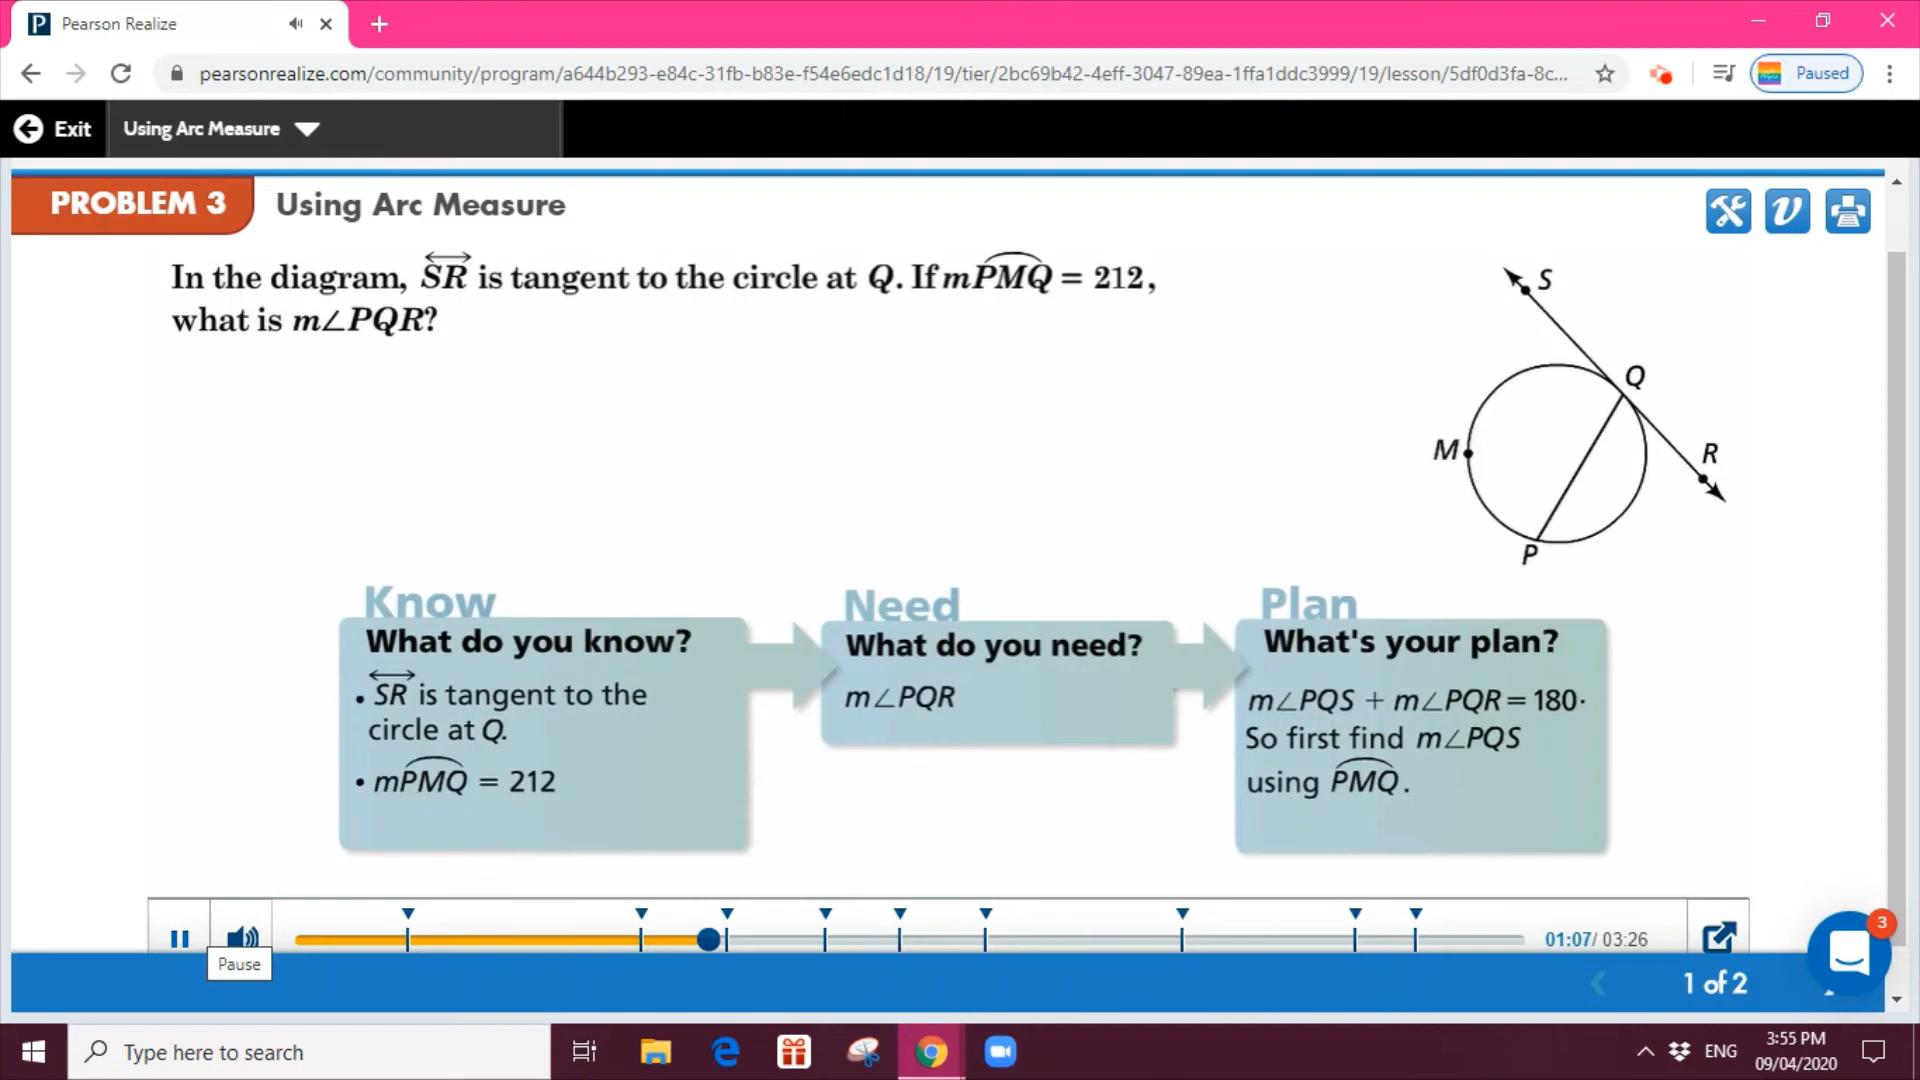 Pearson Realize
pearsonrealize.com/community/program/a644b293-e84c-31fb-b83e-f54e6edc1d18/19/tier/2bc69b42-4eff-3047-89ea-1ffa1ddc3999/19/lesson/5df0d3fa-8c...
Paused
Exit
Using Arc Measure
PROBLEM 3
Using Arc Measure
In the diagram, SR is tangent to the circle at Q. If mPMQ = 212,
what is m∠PQR?
S
Q
M
R
P
Know
What do you know?
• SR is tangent to the
circle at Q.
• mPMQ = 212
Need
What do you need?
m∠PQR
Plan
What's your plan?
m∠PQS + m∠PQR = 180.
So first find m∠PQS
using PMQ.
01:07/ 03:26
Pause
3
1 of 2
Type here to search
ENG
3:55 PM
09/04/2020